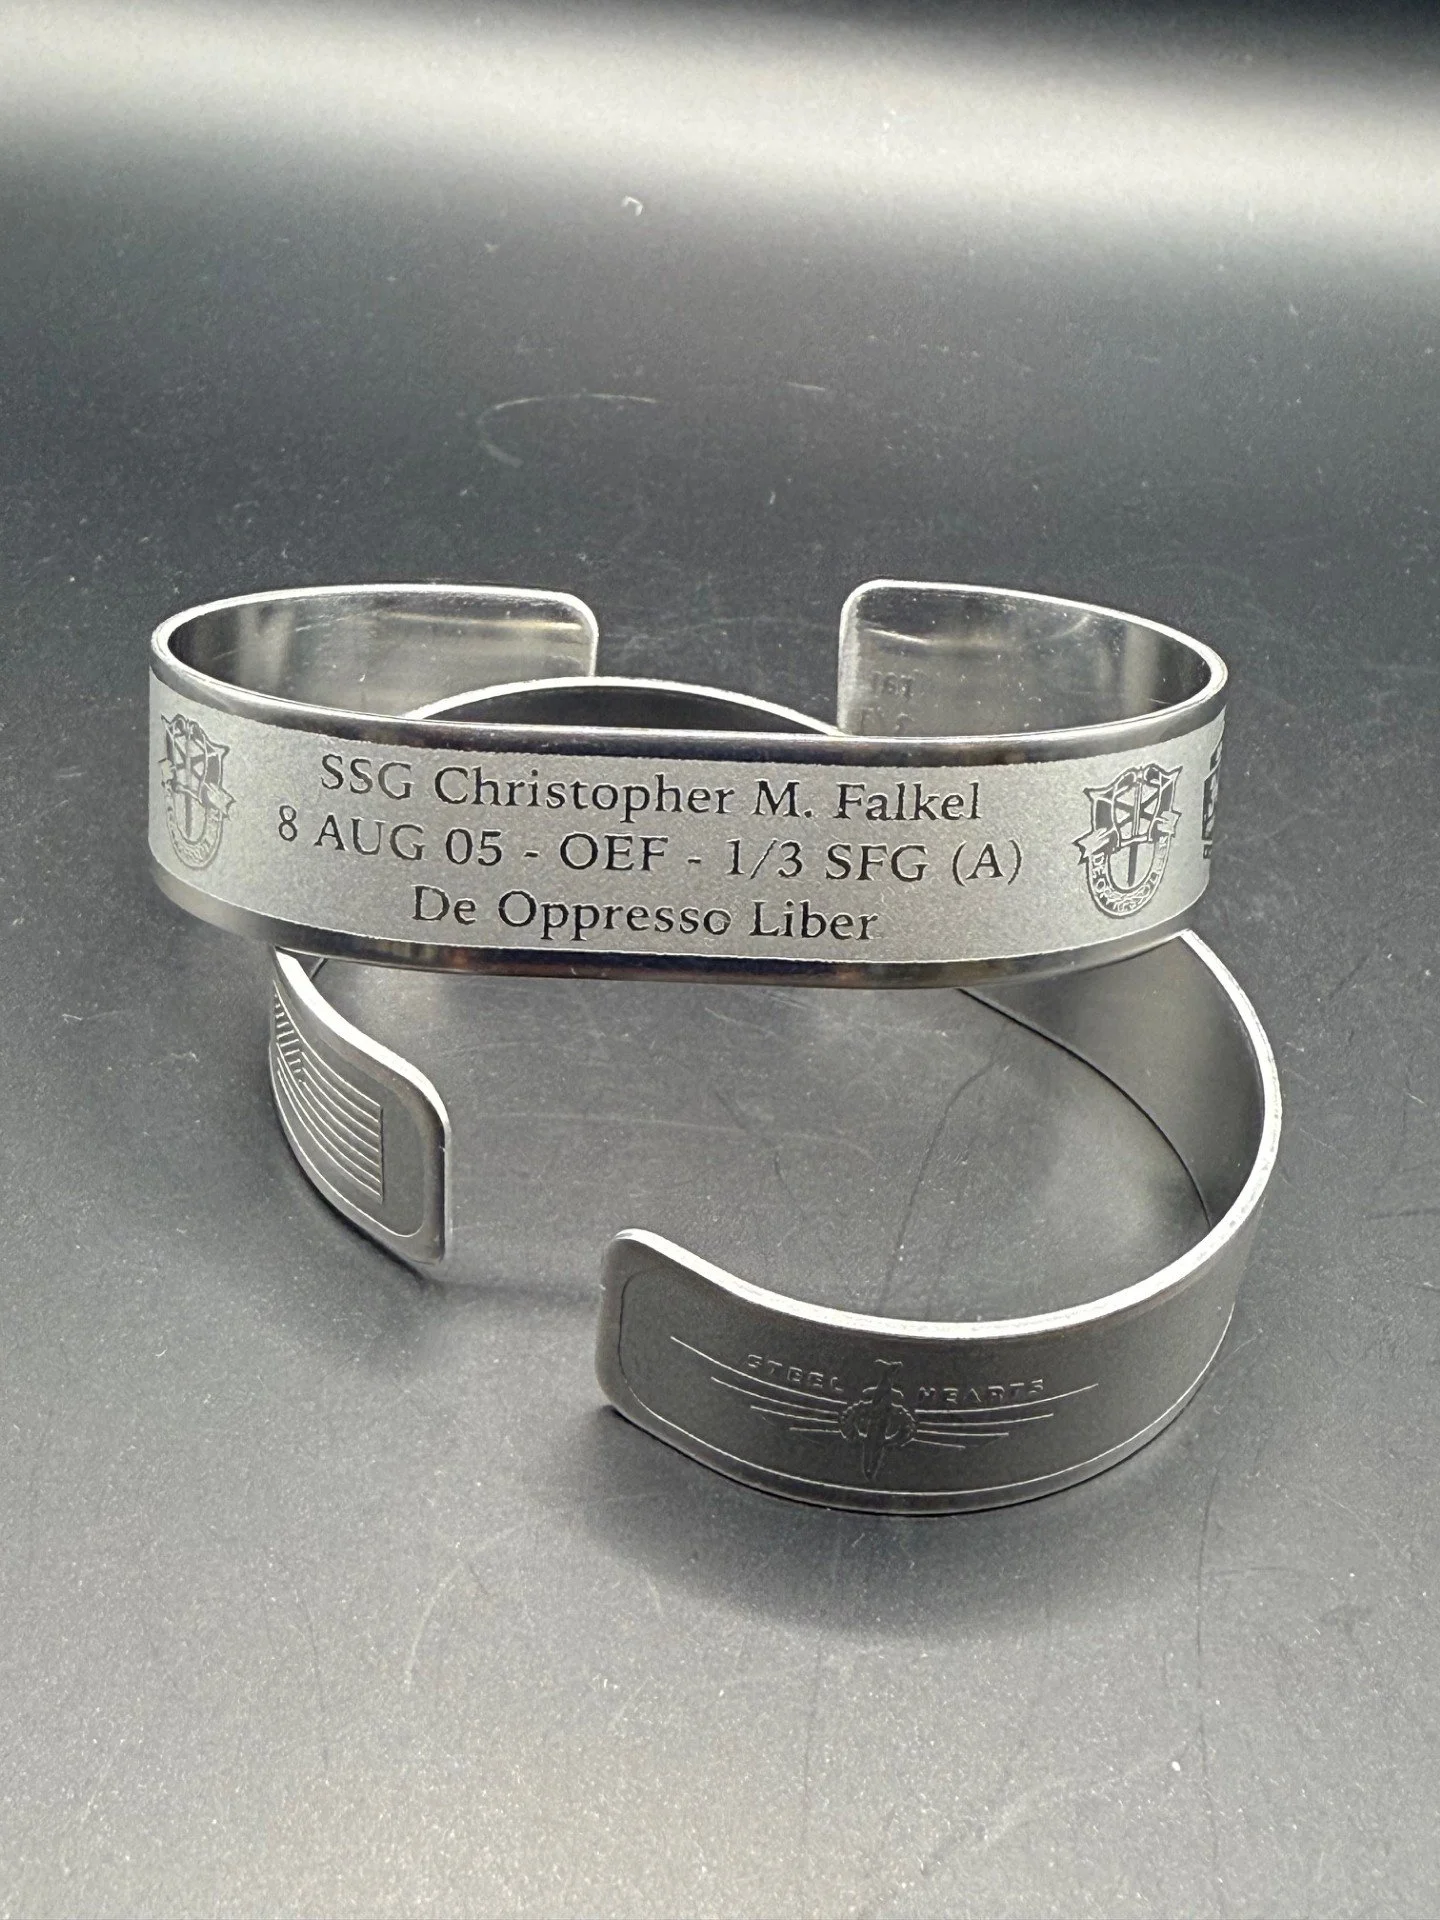 SSG Christopher M. Falkel
8 AUG 05 - OEF - 1/3 SFG (A)
De Oppresso Liber
STEEL HEARTS